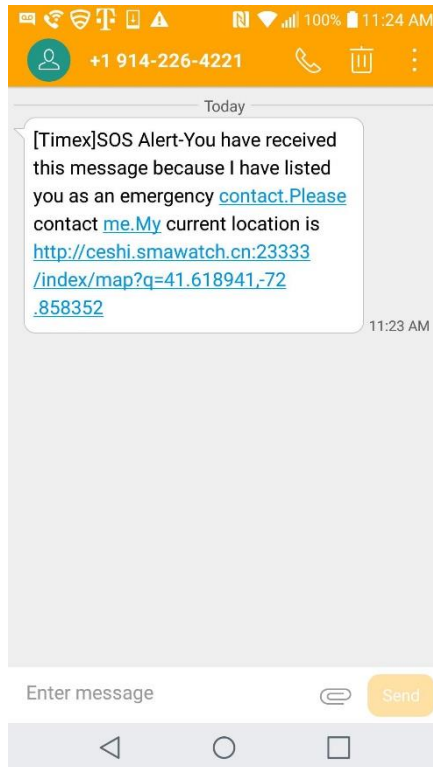 100% 11:24 AM
+1 914-226-4221
Today
[Timex]SOS Alert-You have received
this message because I have listed
you as an emergency contact.Please
contact me.My current location is
http://ceshi.smawatch.cn:23333
/index/map?q=41.618941,-72
.858352
11:23 AM
Enter message
Send